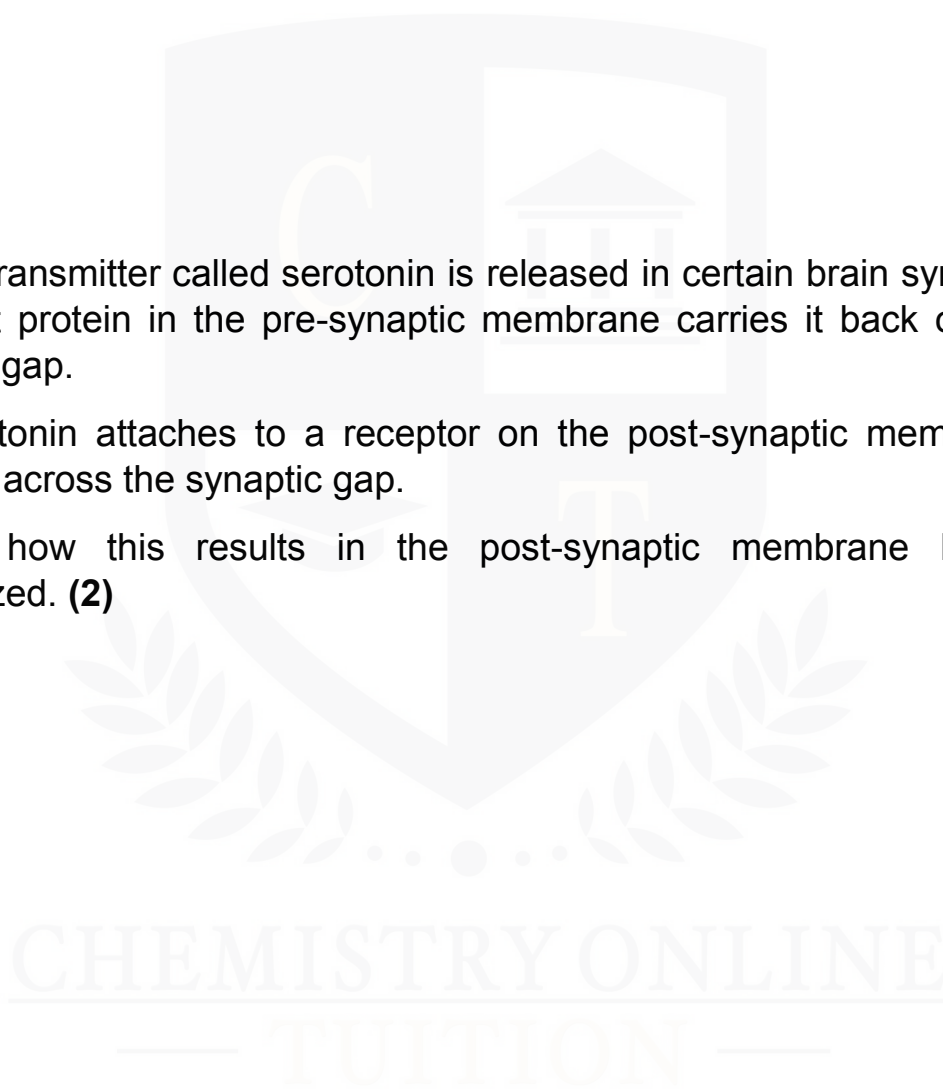 ransmitter called serotonin is released in certain brain syn
protein in the pre-synaptic membrane carries it back
gap.
tonin attaches to a receptor on the post-synaptic mem
across the synaptic gap.
how this results in the post-synaptic membrane
zed. (2)
C
T
CHEMISTRY ONLINE
TUITION